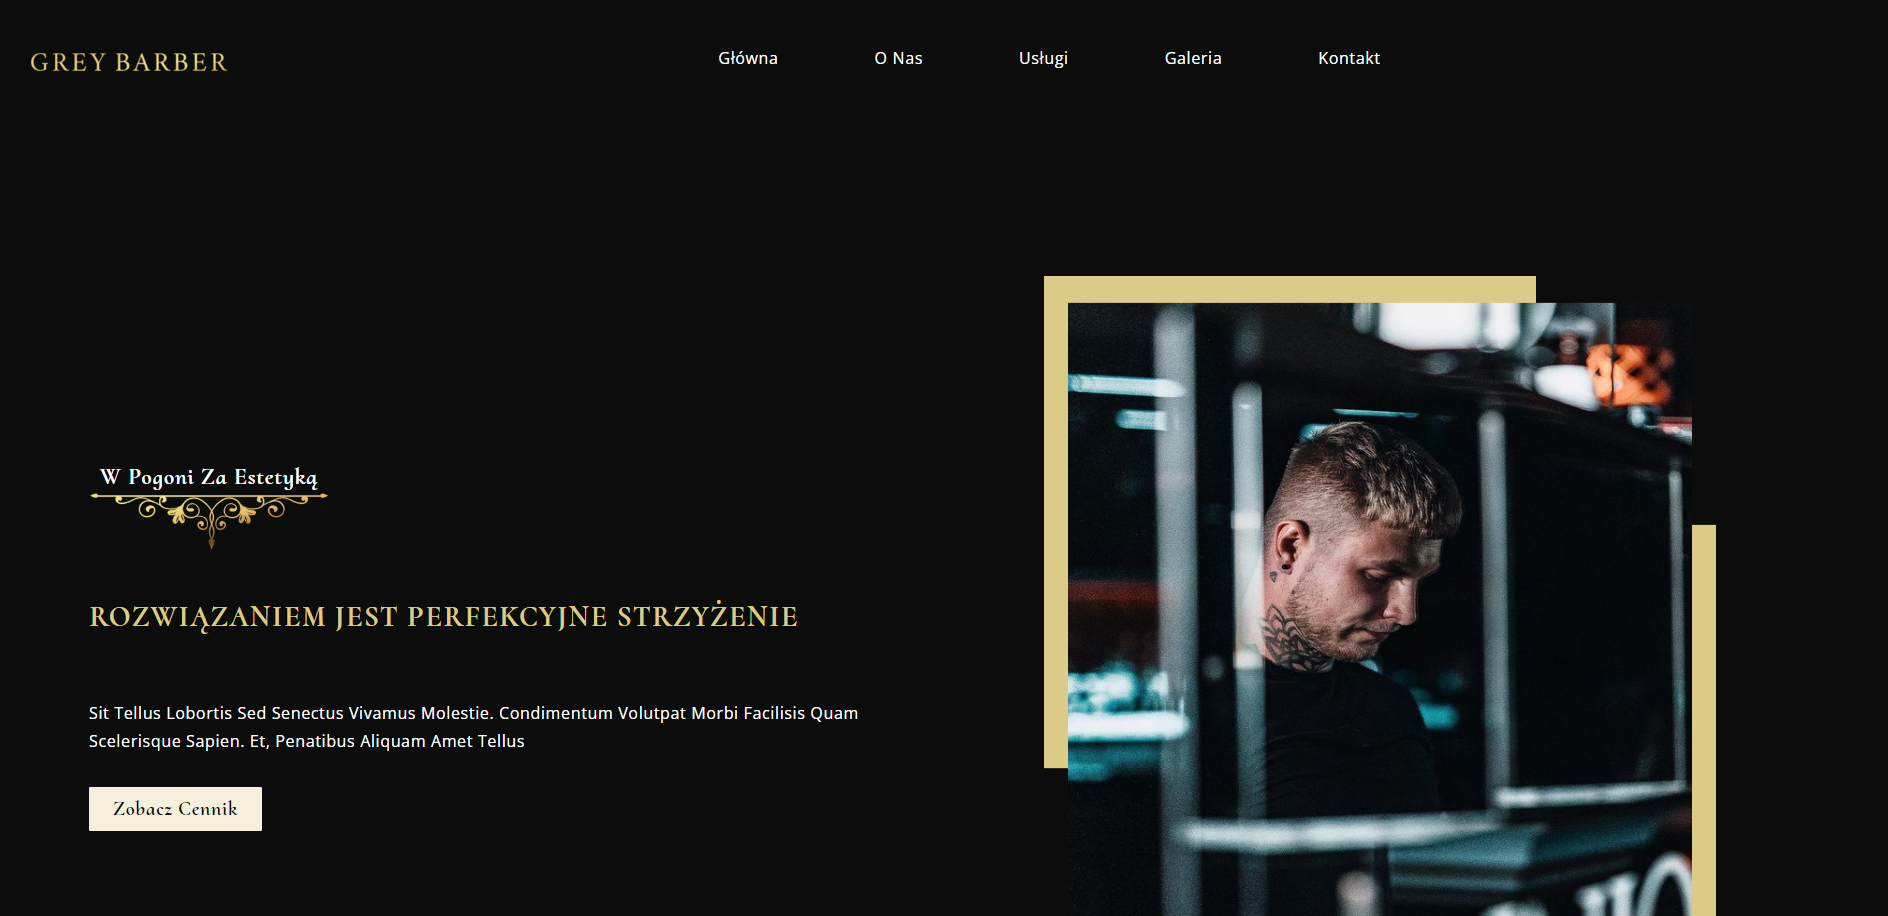 GREY BARBER
Główna O Nas Usługi Galeria Kontakt
W Pogoni Za Estetyką
ROZWIĄZANIEM JEST PERFEKCYJNE STRZYŻENIE
Sit Tellus Lobortis Sed Senectus Vivamus Molestie. Condimentum Volutpat Morbi Facilisis Quam
Scelerisque Sapien. Et, Penatibus Aliquam Amet Tellus
Zobacz Cennik